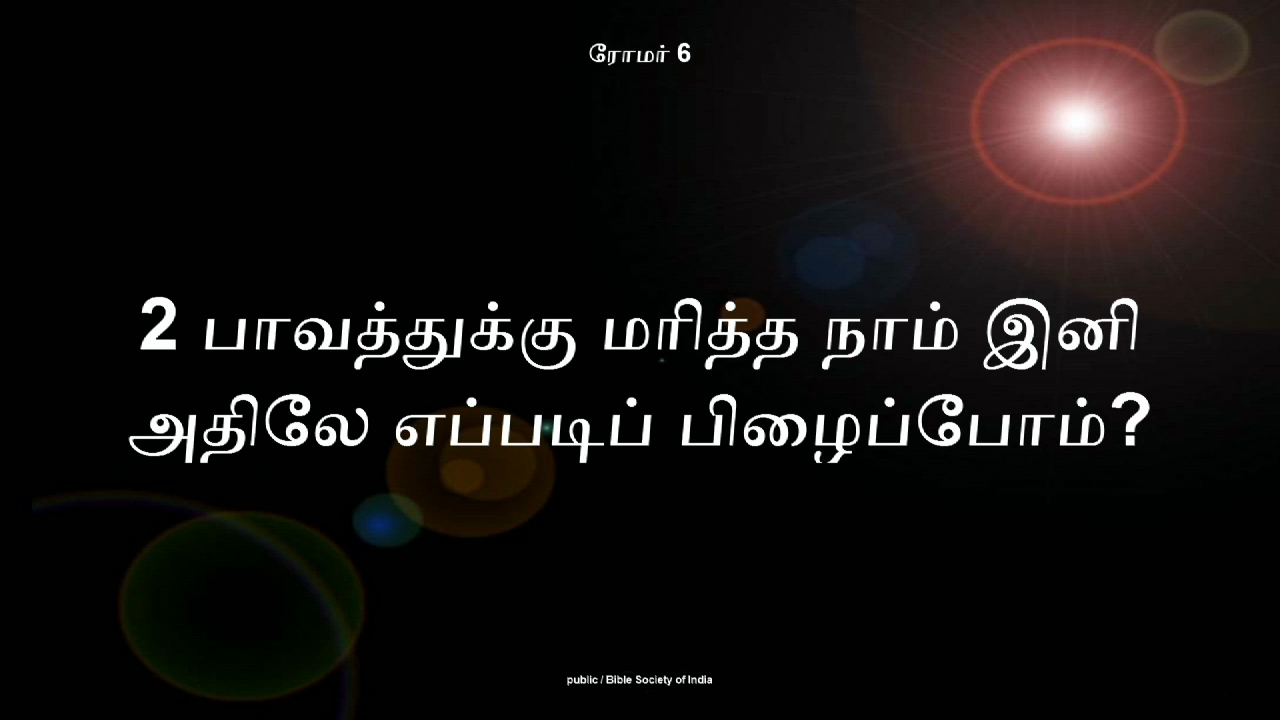 ரோமர் 6
2 பாவத்துக்கு மரித்த நாம் இனி
அதிலே எப்படிப் பிழைப்போம்?
public / Bible Society of India